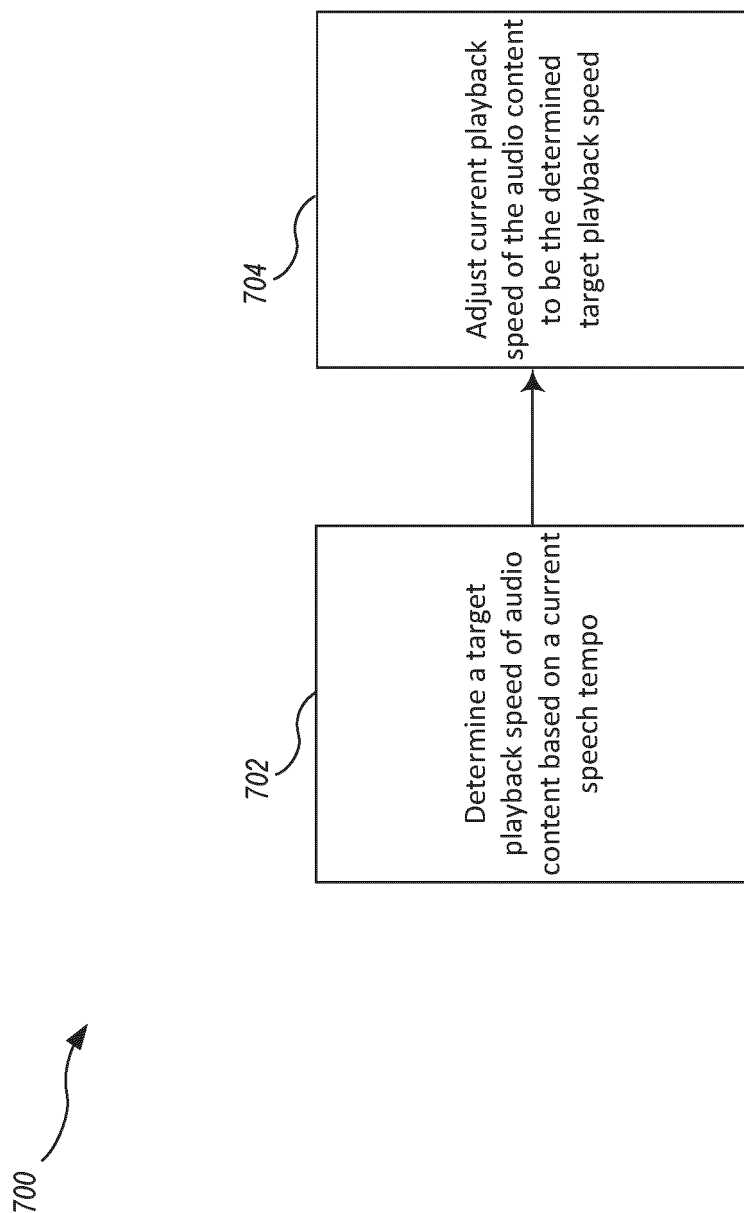 700
702
Determine a target
playback speed of audio
content based on a current
speech tempo
704
Adjust current playback
speed of the audio content
to be the determined
target playback speed